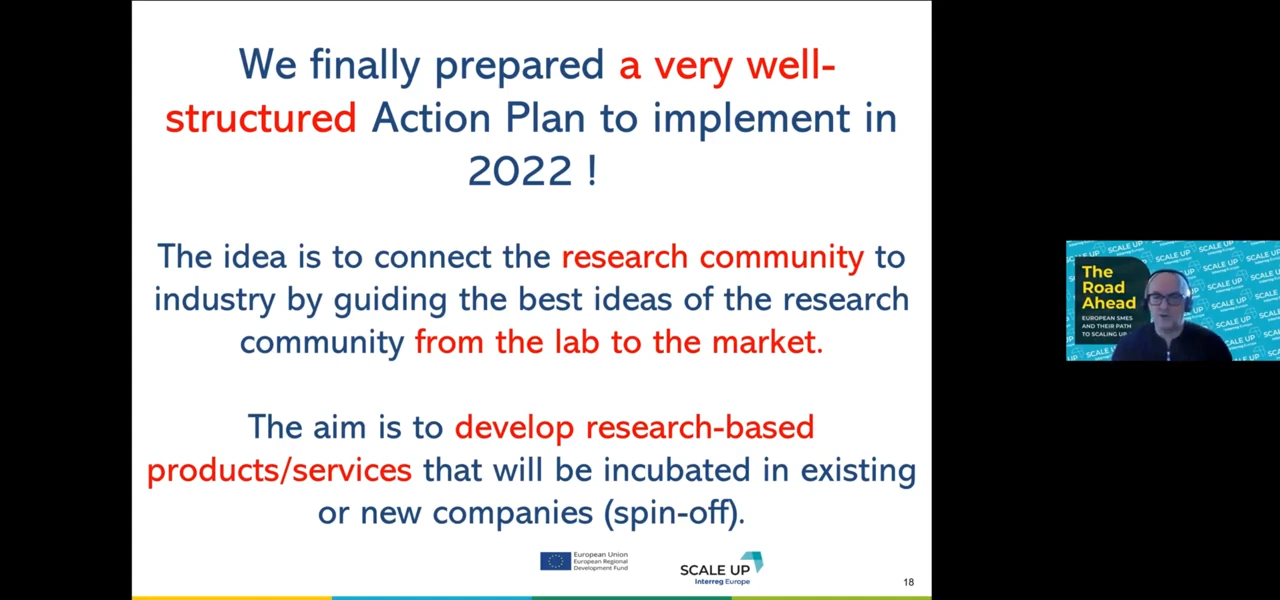 We finally prepared a very well-
structured Action Plan to implement in
2022 !
The idea is to connect the research community to
industry by guiding the best ideas of the research
community from the lab to the market.
The aim is to develop research-based
products/services that will be incubated in existing
or new companies (spin-off).
European Union
European Regional
Development Fund
SCALE UP
Interreg Europe
18
The
Road
Ahead
EUROPEAN SMES
AND THEIR PATH
TO SCALING UP
SCALE UP
Interreg Europe